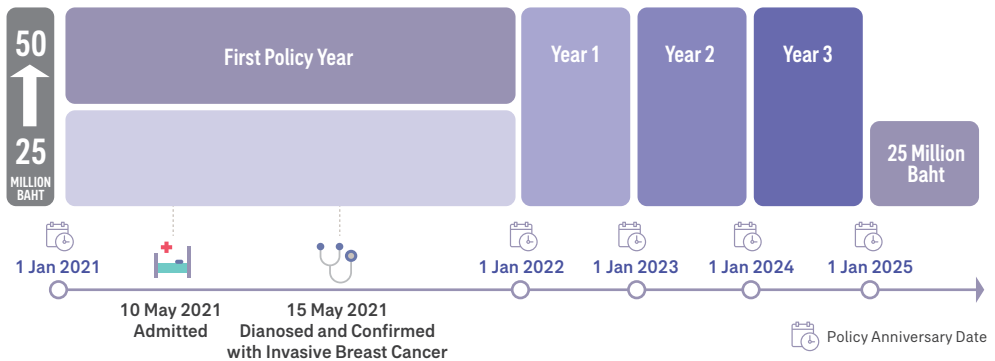 50
25
MILLION
BAHT
First Policy Year
Year 1
Year 2
Year 3
25 Million
Baht
1 Jan 2021
1 Jan 2022
1 Jan 2023
1 Jan 2024
1 Jan 2025
10 May 2021
Admitted
15 May 2021
Dianosed and Confirmed
with Invasive Breast Cancer
Policy Anniversary Date